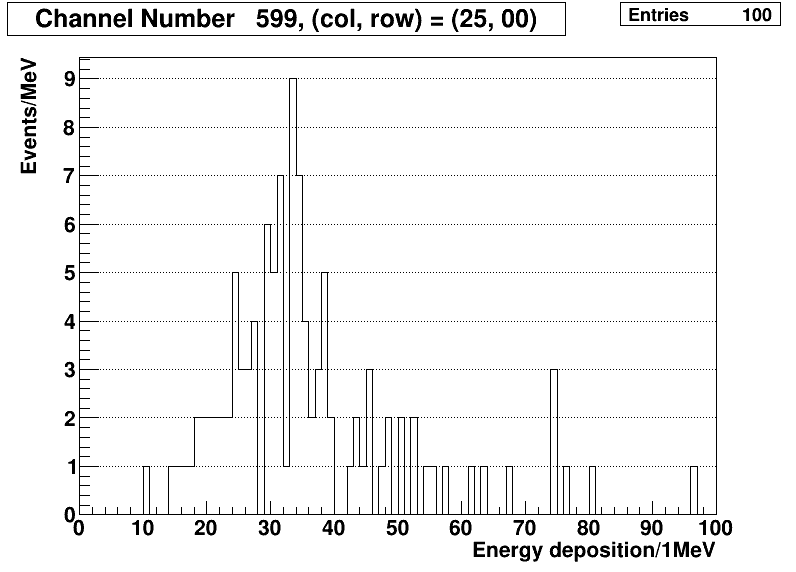 Channel Number 599, (col, row) = (25, 00)
Entries 100
Events/MeV
9
8
7
6
5
4
3
2
1
0
0 10 20 30 40 50 60 70 80 90 100
Energy deposition/1MeV